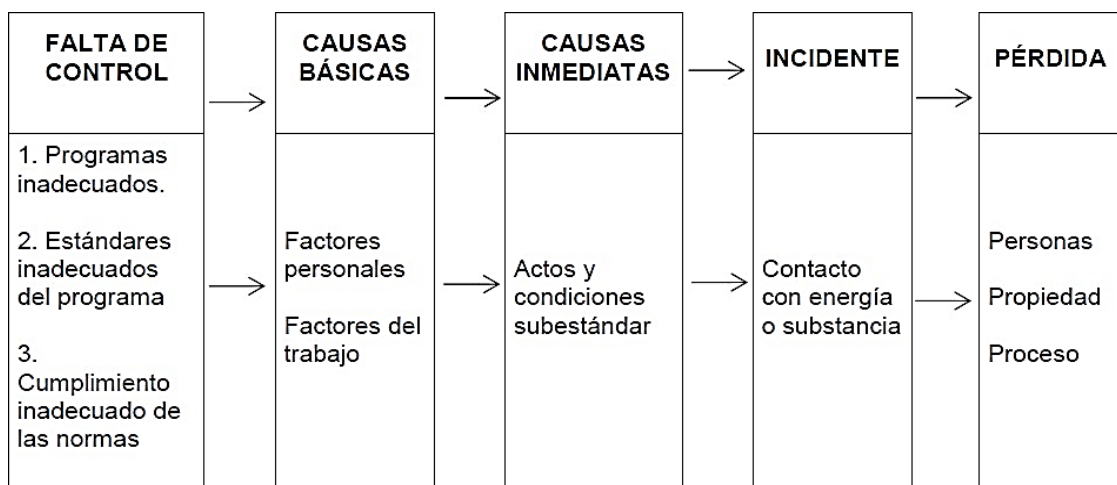 FALTA DE
CONTROL
CAUSAS
BÁSICAS
CAUSAS
INMEDIATAS
INCIDENTE
PÉRDIDA
1. Programas
inadecuados.
2. Estándares
inadecuados
del programa
3.
Cumplimiento
inadecuado de
las normas
Factores
personales
Factores del
trabajo
Actos y
condiciones
subestándar
Contacto
con energía
o substancia
Personas
Propiedad
Proceso